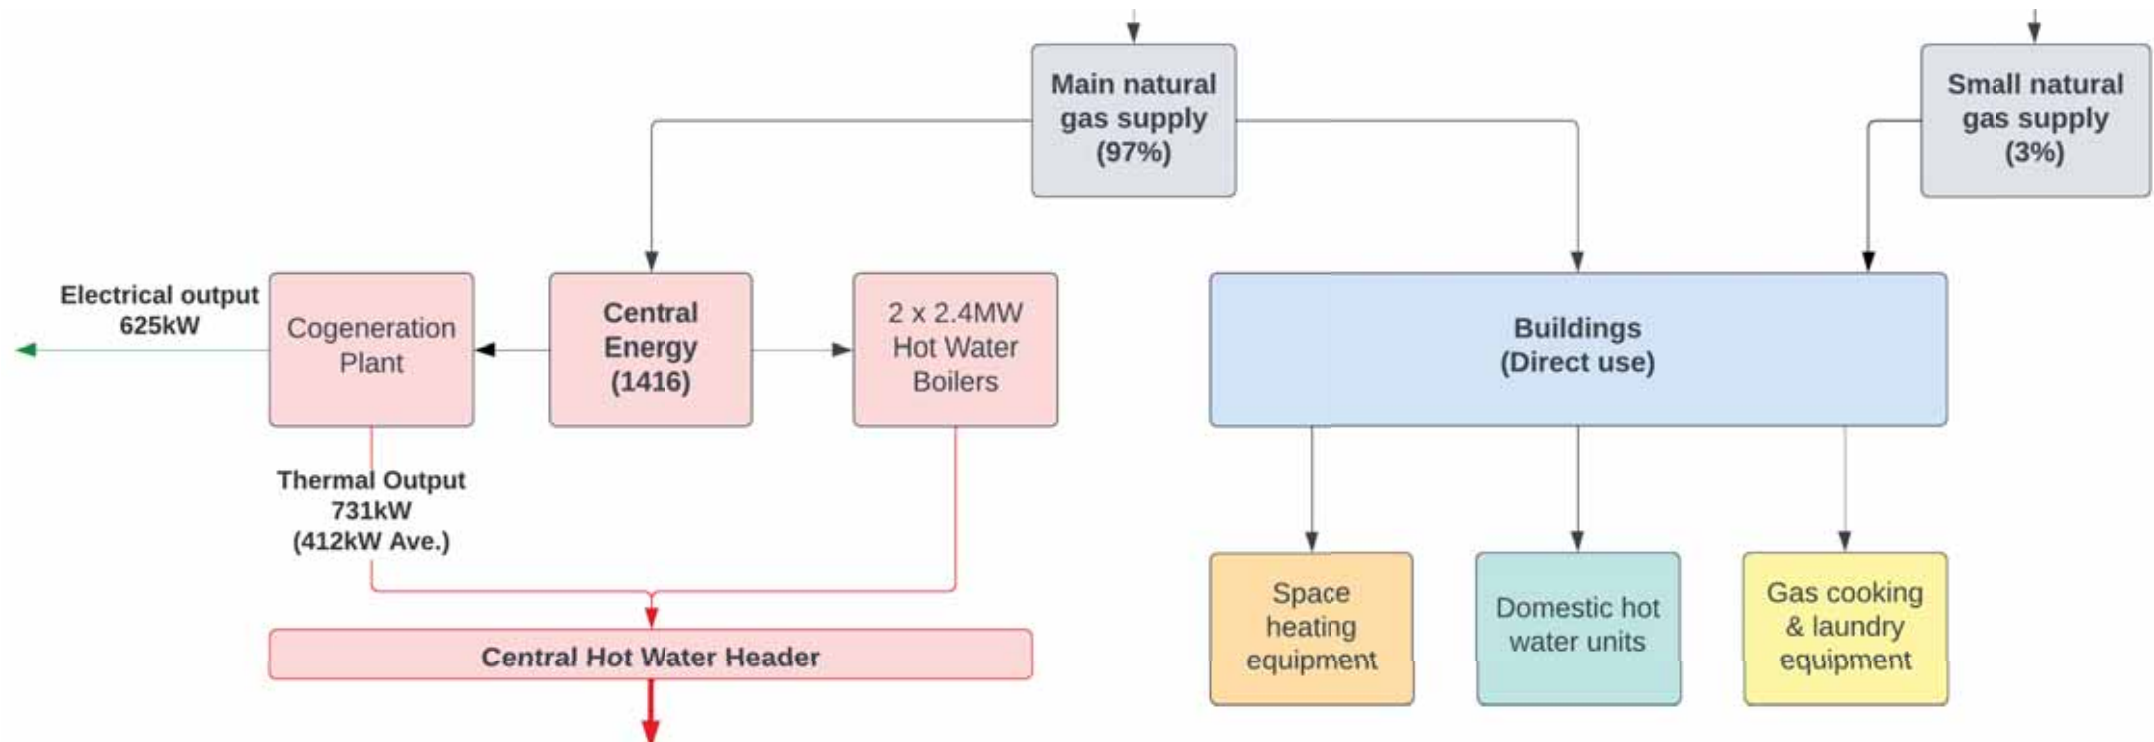 Main natural
gas supply
(97%)
Small natural
gas supply
(3%)
Electrical output
625kW
Cogeneration
Plant
Central
Energy
(1416)
2 x 2.4MW
Hot Water
Boilers
Buildings
(Direct use)
Thermal Output
731kW
(412kW Ave.)
Space
heating
equipment
Domestic hot
water units
Gas cooking
& laundry
equipment
Central Hot Water Header